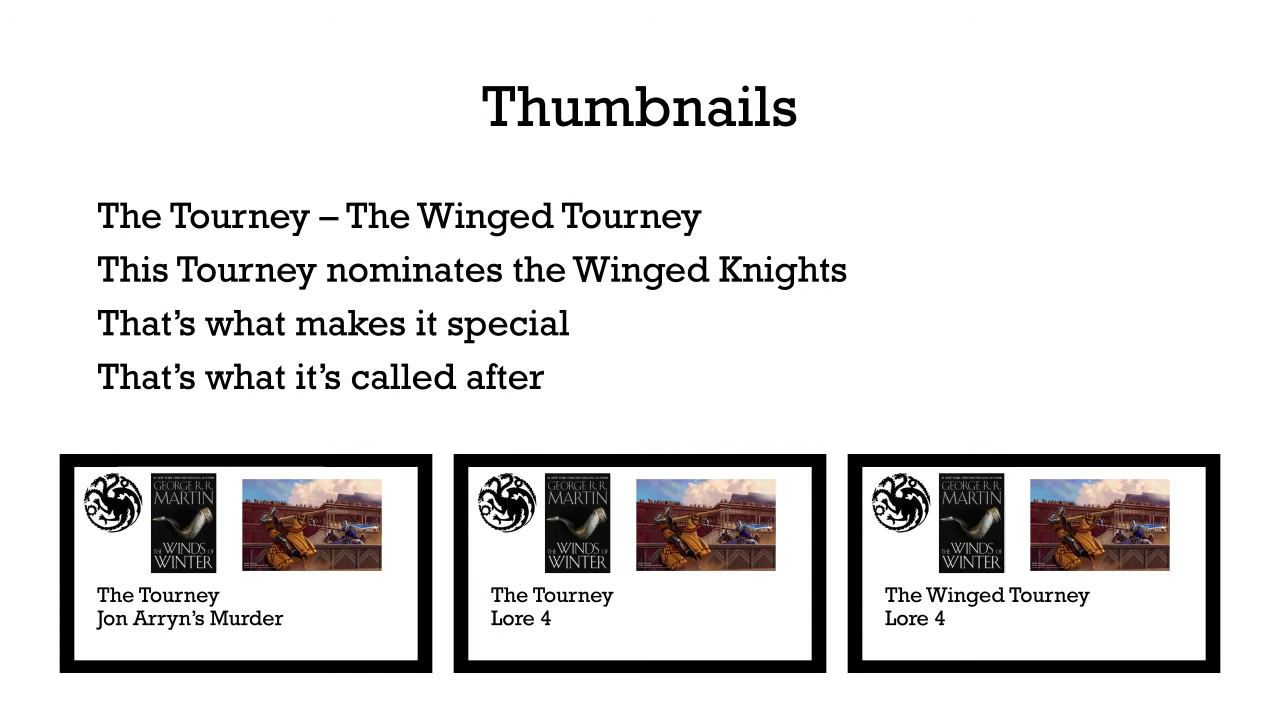 Thumbnails
The Tourney – The Winged Tourney
This Tourney nominates the Winged Knights
That’s what makes it special
That’s what it’s called after
GEORGE R. R.
MARTIN
THE WINDS OF
WINTER
The Tourney
Jon Arryn’s Murder
GEORGE R. R.
MARTIN
THE WINDS OF
WINTER
The Tourney
Lore 4
GEORGE R. R.
MARTIN
THE WINDS OF
WINTER
The Winged Tourney
Lore 4